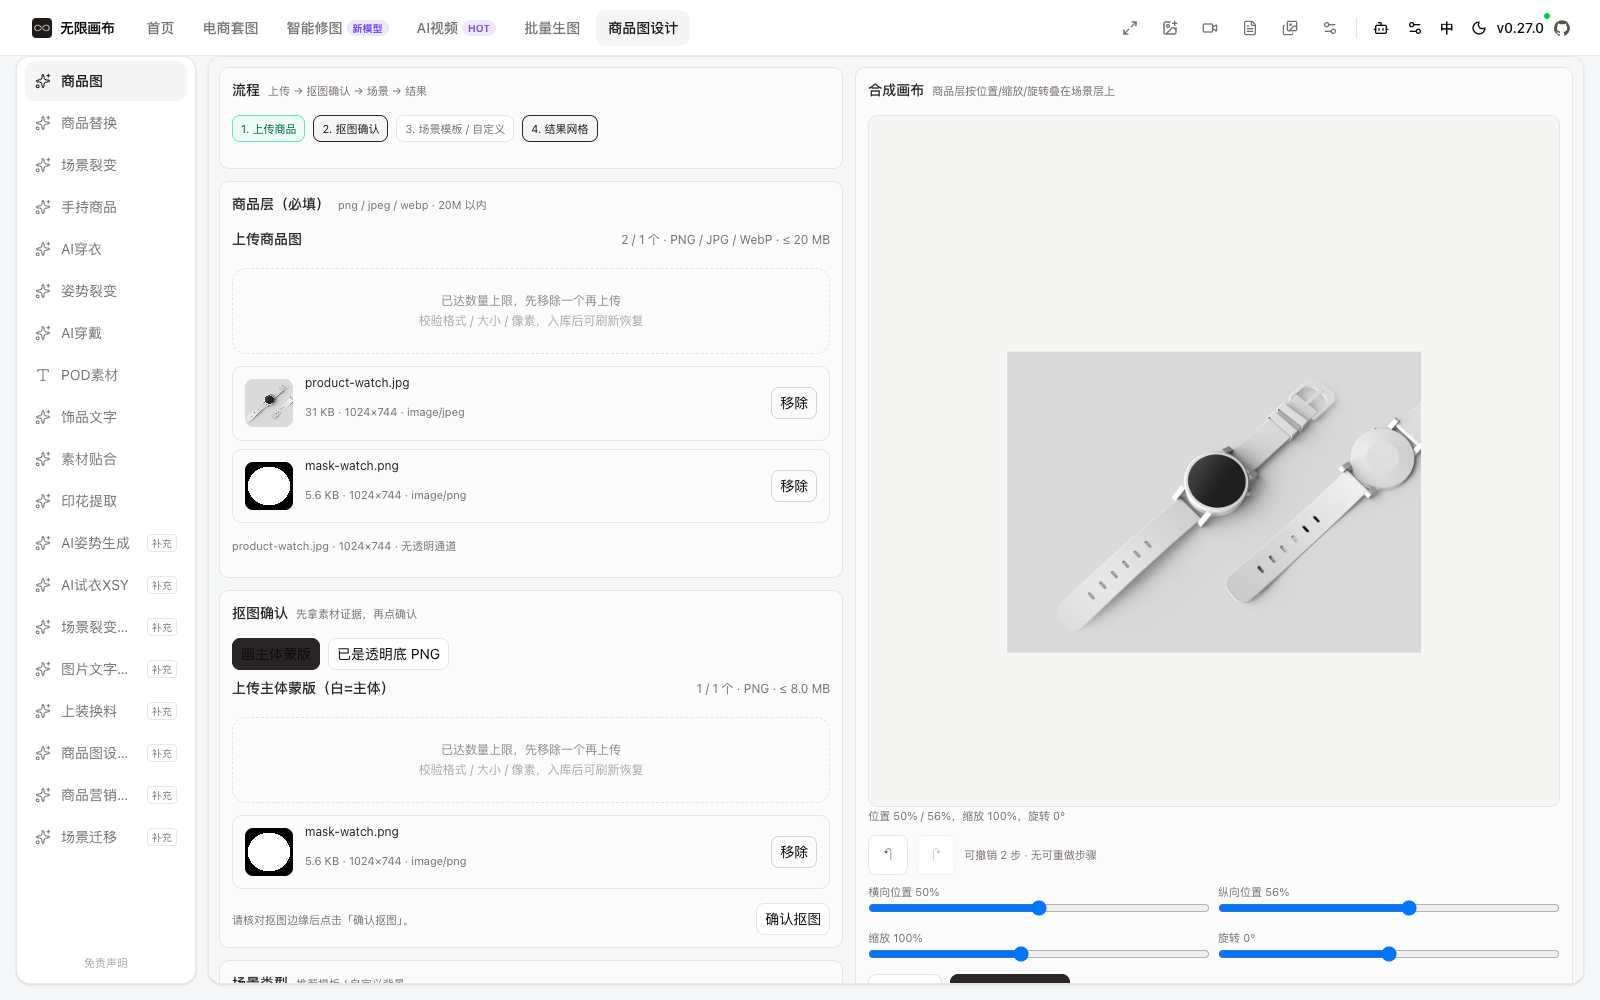 无限画布
首页
电商套图
智能修图 新模型
AI视频 HOT
批量生图
商品图设计
中
v0.27.0
商品图
商品替换
场景裂变
手持商品
AI穿衣
姿势裂变
AI穿戴
POD素材
饰品文字
素材贴合
印花提取
AI姿势生成 补充
AI试衣XSY 补充
场景裂变... 补充
图片文字... 补充
上装换料 补充
商品图设... 补充
商品营销... 补充
场景迁移 补充
免责声明
流程 上传 → 抠图确认 → 场景 → 结果
1. 上传商品
2. 抠图确认
3. 场景模板 / 自定义
4. 结果网格
商品层（必填） png / jpeg / webp · 20M 以内
上传商品图 2 / 1 个 · PNG / JPG / WebP · ≤ 20 MB
已达数量上限，先移除一个再上传
校验格式 / 大小 / 像素，入库后可刷新恢复
product-watch.jpg
31 KB · 1024×744 · image/jpeg
移除
mask-watch.png
5.6 KB · 1024×744 · image/png
移除
product-watch.jpg · 1024×744 · 无透明通道
抠图确认 先拿素材证据，再点确认
画主体蒙版
已是透明底 PNG
上传主体蒙版（白=主体） 1 / 1 个 · PNG · ≤ 8.0 MB
已达数量上限，先移除一个再上传
校验格式 / 大小 / 像素，入库后可刷新恢复
mask-watch.png
5.6 KB · 1024×744 · image/png
移除
请核对抠图边缘后点击「确认抠图」。
确认抠图
场景类型 推荐模板 / 自定义背景
合成画布 商品层按位置/缩放/旋转叠在场景层上
位置 50% / 56%，缩放 100%，旋转 0°
可撤销 2 步 · 无可重做步骤
横向位置 50%
纵向位置 56%
缩放 100%
旋转 0°